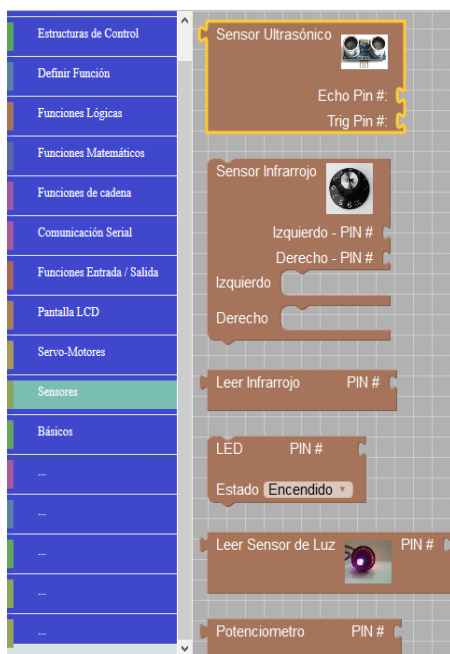 Estructuras de Control
Definir Función
Funciones Lógicas
Funciones Matemáticos
Funciones de cadena
Comunicación Serial
Funciones Entrada / Salida
Pantalla LCD
Servo-Motores
Sensores
Básicos
...
...
...
...
...
Sensor Ultrasónico
Echo Pin #:
Trig Pin #:
Sensor Infrarrojo
Izquierdo - PIN #
Derecho - PIN #
Izquierdo
Derecho
Leer Infrarrojo PIN #
LED PIN #
Estado Encendido
Leer Sensor de Luz PIN #
Potenciometro PIN #